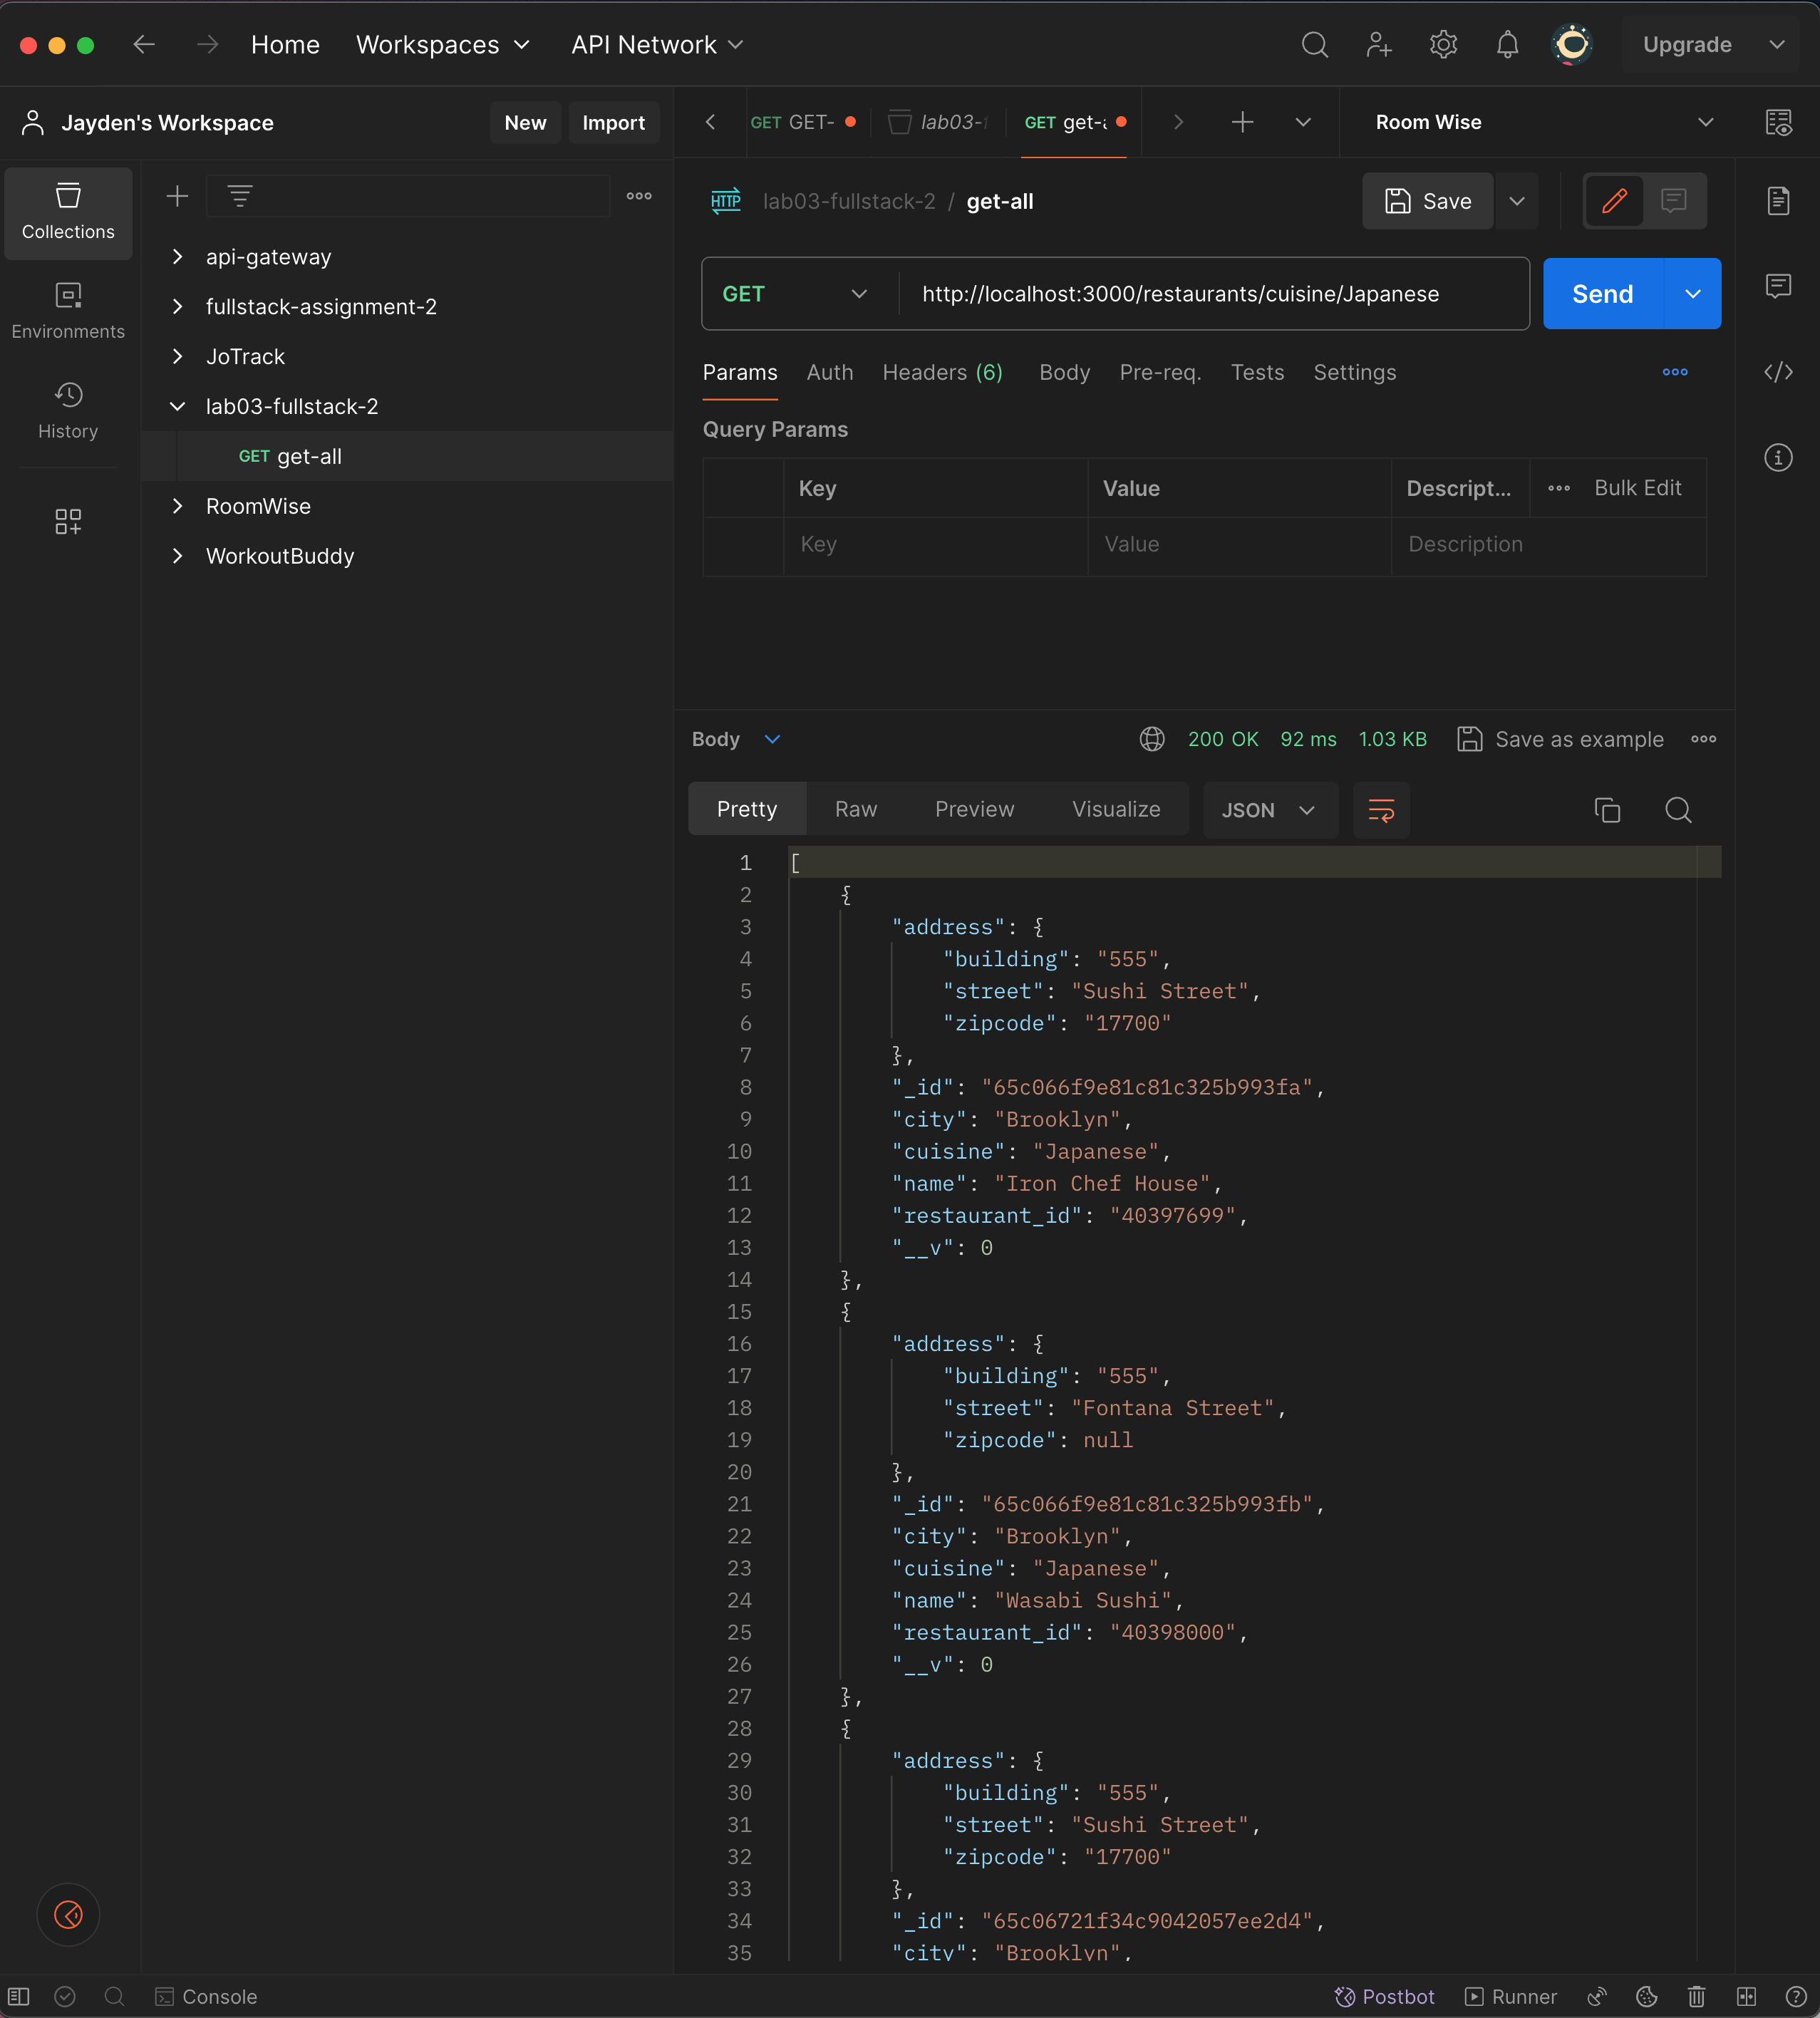 Home Workspaces API Network Upgrade
Jayden's Workspace New Import
GET GET- lab03-f GET get-a Room Wise
Collections
Environments
History
api-gateway
fullstack-assignment-2
JoTrack
lab03-fullstack-2
GET get-all
RoomWise
WorkoutBuddy
HTTP lab03-fullstack-2 / get-all Save
GET http://localhost:3000/restaurants/cuisine/Japanese Send
Params Auth Headers (6) Body Pre-req. Tests Settings
Query Params
Key Value Descript... Bulk Edit
Key Value Description
Body 200 OK 92 ms 1.03 KB Save as example
Pretty Raw Preview Visualize JSON
1 [
2 {
3 "address": {
4 "building": "555",
5 "street": "Sushi Street",
6 "zipcode": "17700"
7 },
8 "_id": "65c066f9e81c81c325b993fa",
9 "city": "Brooklyn",
10 "cuisine": "Japanese",
11 "name": "Iron Chef House",
12 "restaurant_id": "40397699",
13 "__v": 0
14 },
15 {
16 "address": {
17 "building": "555",
18 "street": "Fontana Street",
19 "zipcode": null
20 },
21 "_id": "65c066f9e81c81c325b993fb",
22 "city": "Brooklyn",
23 "cuisine": "Japanese",
24 "name": "Wasabi Sushi",
25 "restaurant_id": "40398000",
26 "__v": 0
27 },
28 {
29 "address": {
30 "building": "555",
31 "street": "Sushi Street",
32 "zipcode": "17700"
33 },
34 "_id": "65c06721f34c9042057ee2d4",
35 "city": "Brooklyn",
Console Postbot Runner